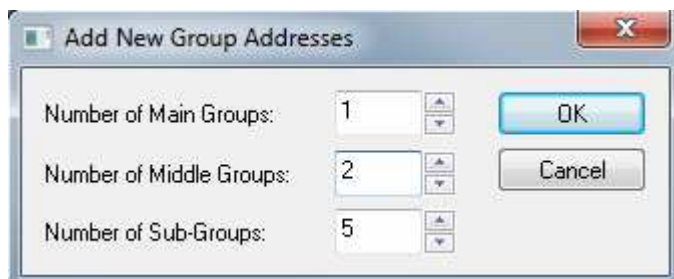 Add New Group Addresses
Number of Main Groups: 1 OK
Number of Middle Groups: 2 Cancel
Number of Sub-Groups: 5